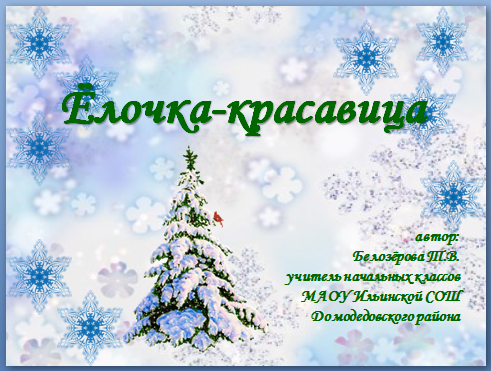 Ёлочка-красавица
автор:
Белозёрова Т.В.
учитель начальных классов
МАОУ Ильинской СОШ
Домодедовского района